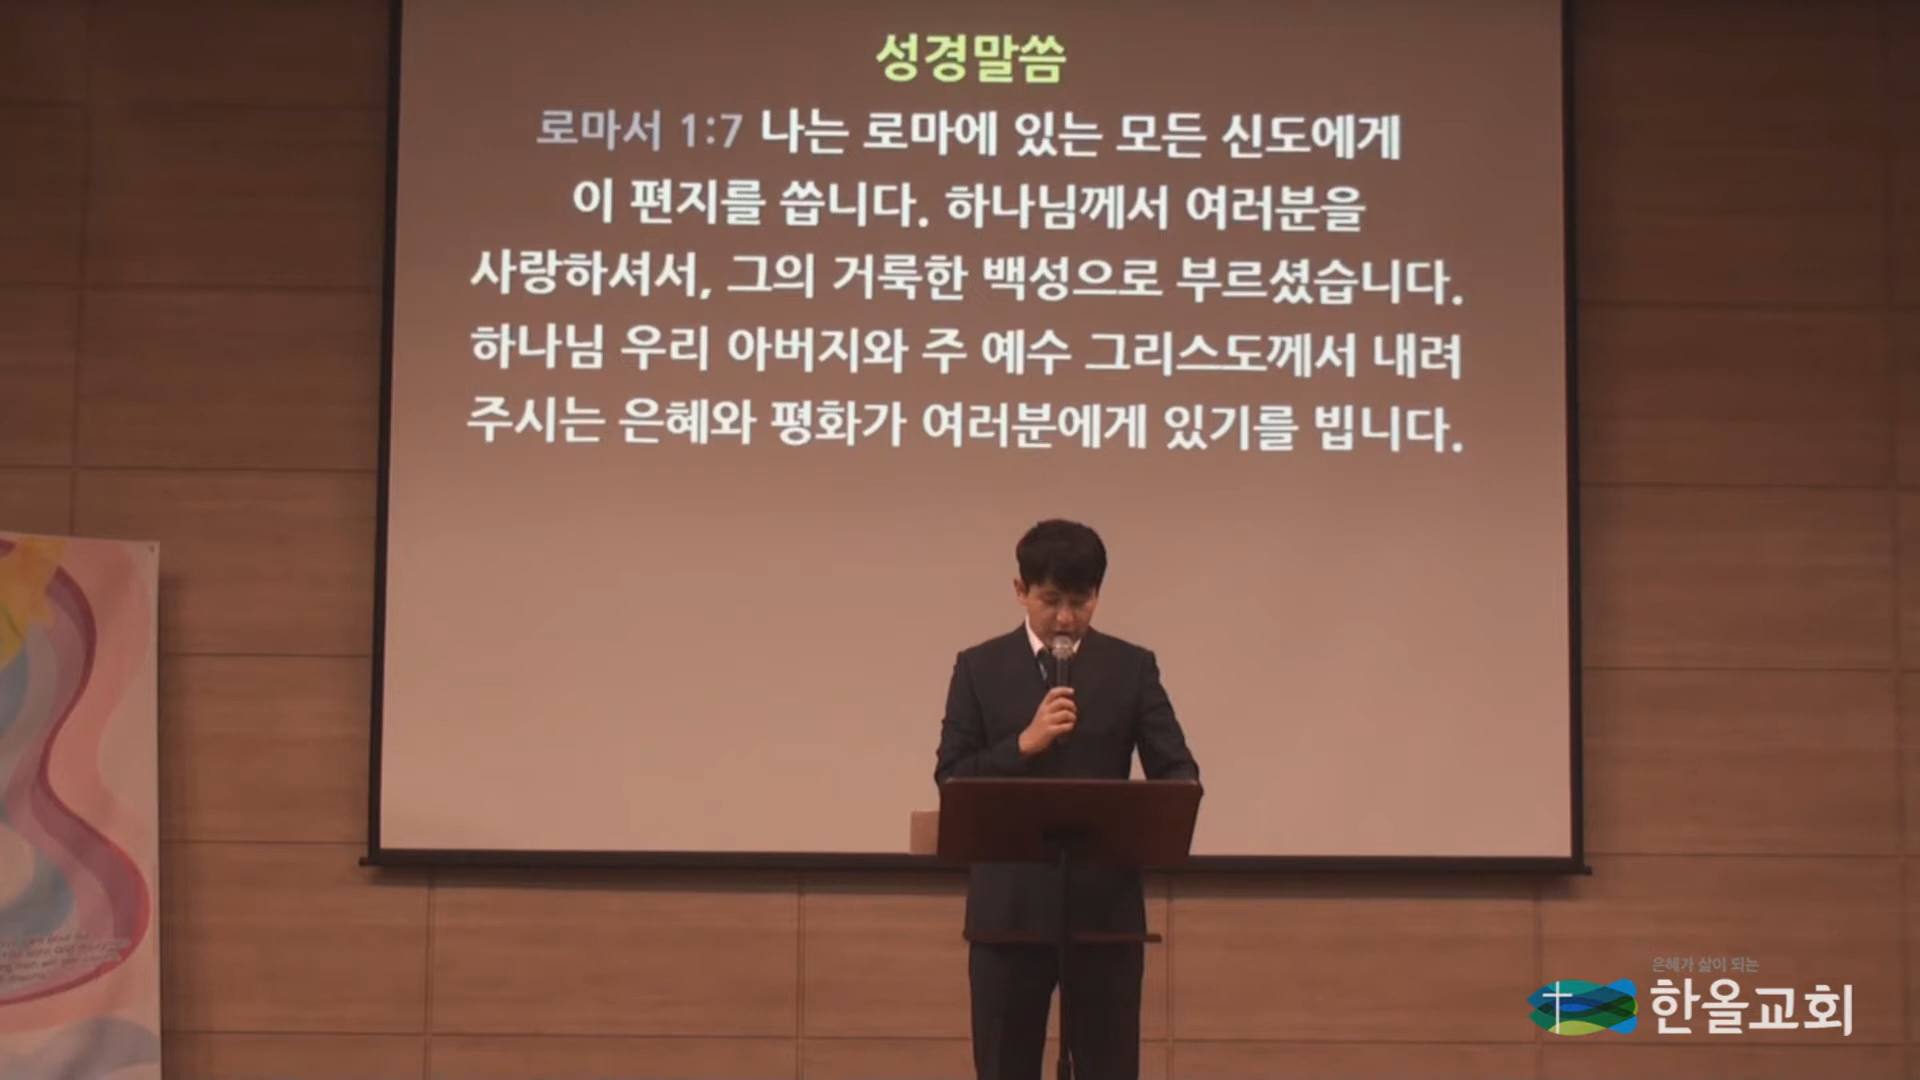 성경말씀
로마서 1:7 나는 로마에 있는 모든 신도에게
이 편지를 씁니다. 하나님께서 여러분을
사랑하셔서, 그의 거룩한 백성으로 부르셨습니다.
하나님 우리 아버지와 주 예수 그리스도께서 내려
주시는 은혜와 평화가 여러분에게 있기를 빕니다.
은혜가 삶이 되는
한올교회